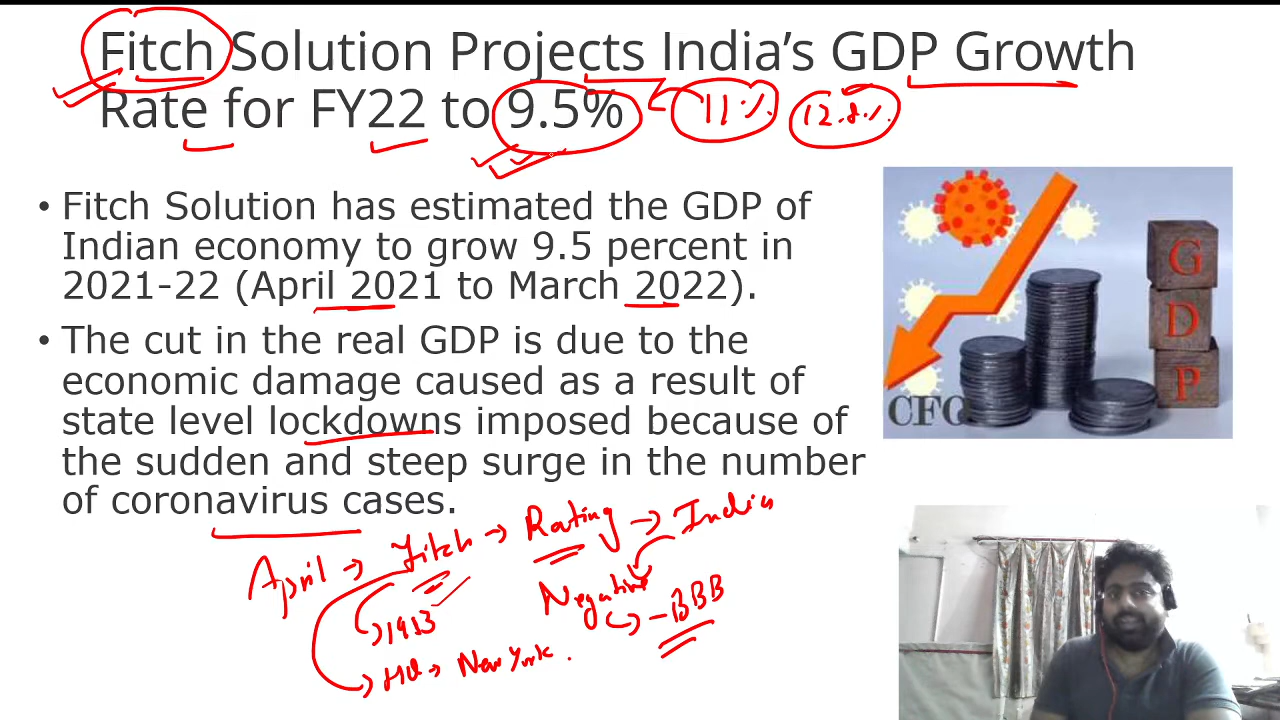 Fitch Solution Projects India's GDP Growth
Rate for FY22 to 9.5%
11%
12.8%
• Fitch Solution has estimated the GDP of
Indian economy to grow 9.5 percent in
2021-22 (April 2021 to March 2022).
• The cut in the real GDP is due to the
economic damage caused as a result of
state level lockdowns imposed because of
the sudden and steep surge in the number
of coronavirus cases.
G
D
P
CFO
April → Fitch → Rating → India
Negative
→ -BBB
→ 1913
→ HQ → New York.